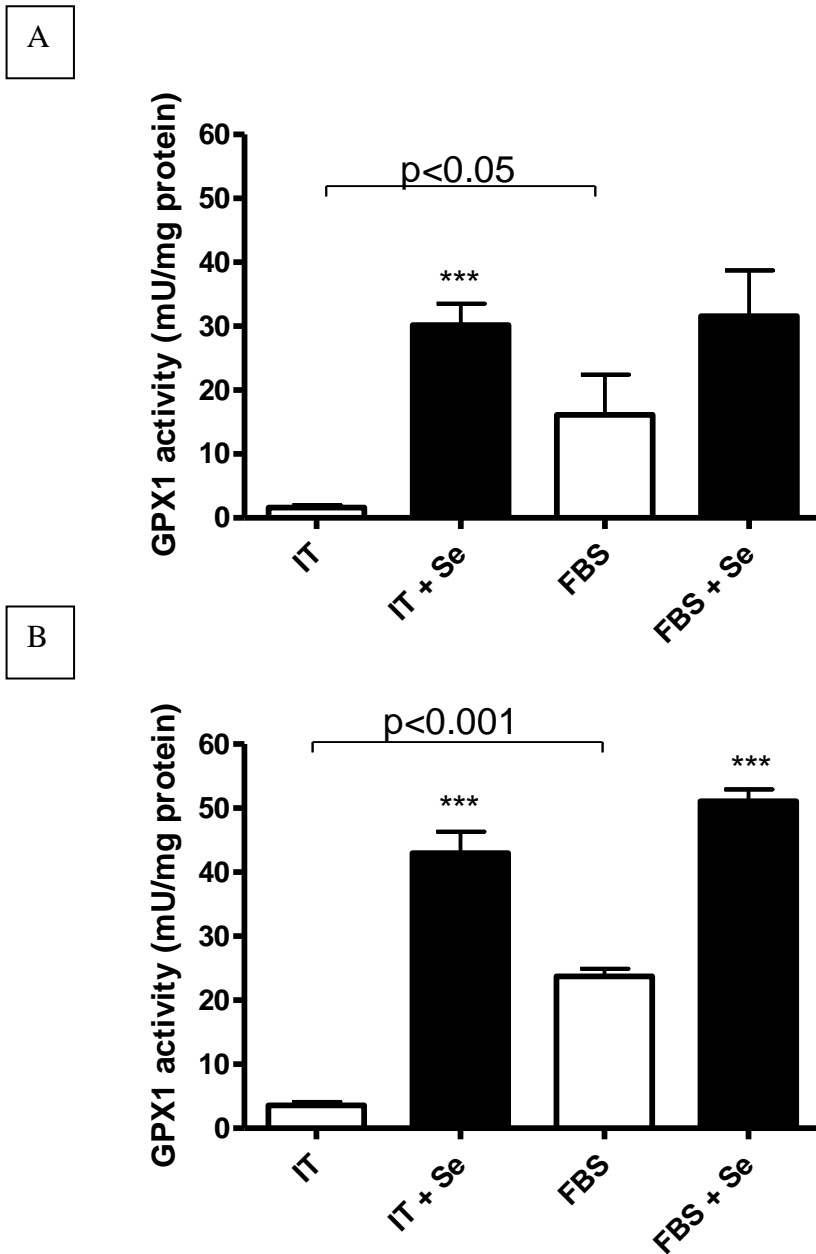 A
GPX1 activity (mU/mg protein)
60
50
40
30
20
10
0
p<0.05
***
IT
IT + Se
FBS
FBS + Se
B
GPX1 activity (mU/mg protein)
60
50
40
30
20
10
0
p<0.001
***
***
IT
IT + Se
FBS
FBS + Se